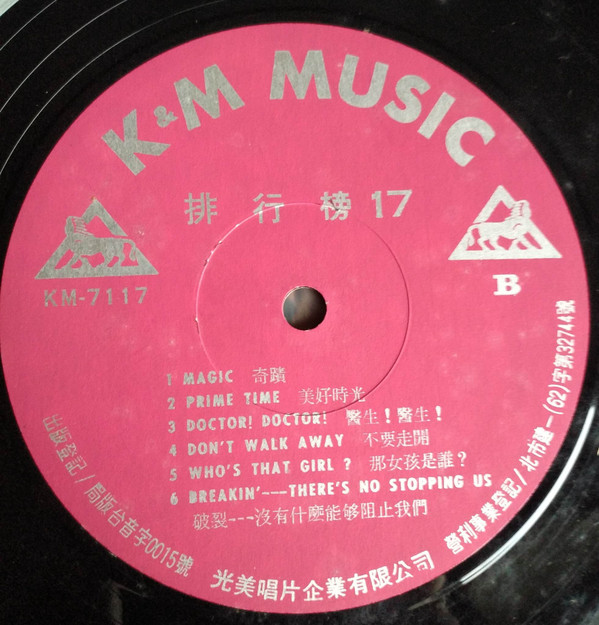 K&M MUSIC
排行榜 17
KM-7117
B
1 MAGIC 奇蹟
2 PRIME TIME 美好時光
3 DOCTOR! DOCTOR! 醫生!醫生!
4 DON'T WALK AWAY 不要走開
5 WHO'S THAT GIRL ? 那女孩是誰?
6 BREAKIN'---THERE'S NO STOPPING US
破裂---沒有什麼能够阻止我們
出版登記/局版台音字0015號
光美唱片企業有限公司
營利事業登記/北市建一(62)字第32744號